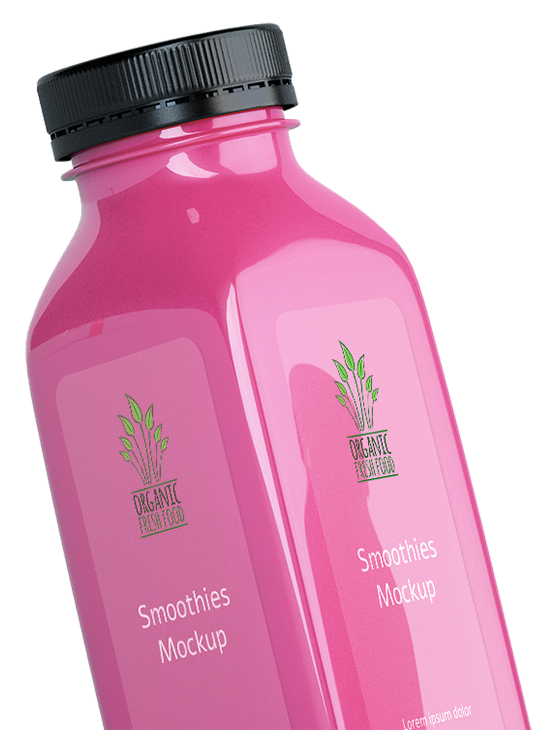 ORGANIC
FRESH FOOD
Smoothies
Mockup
ORGANIC
FRESH FOOD
Smoothies
Mockup
Lorem ipsum dolor